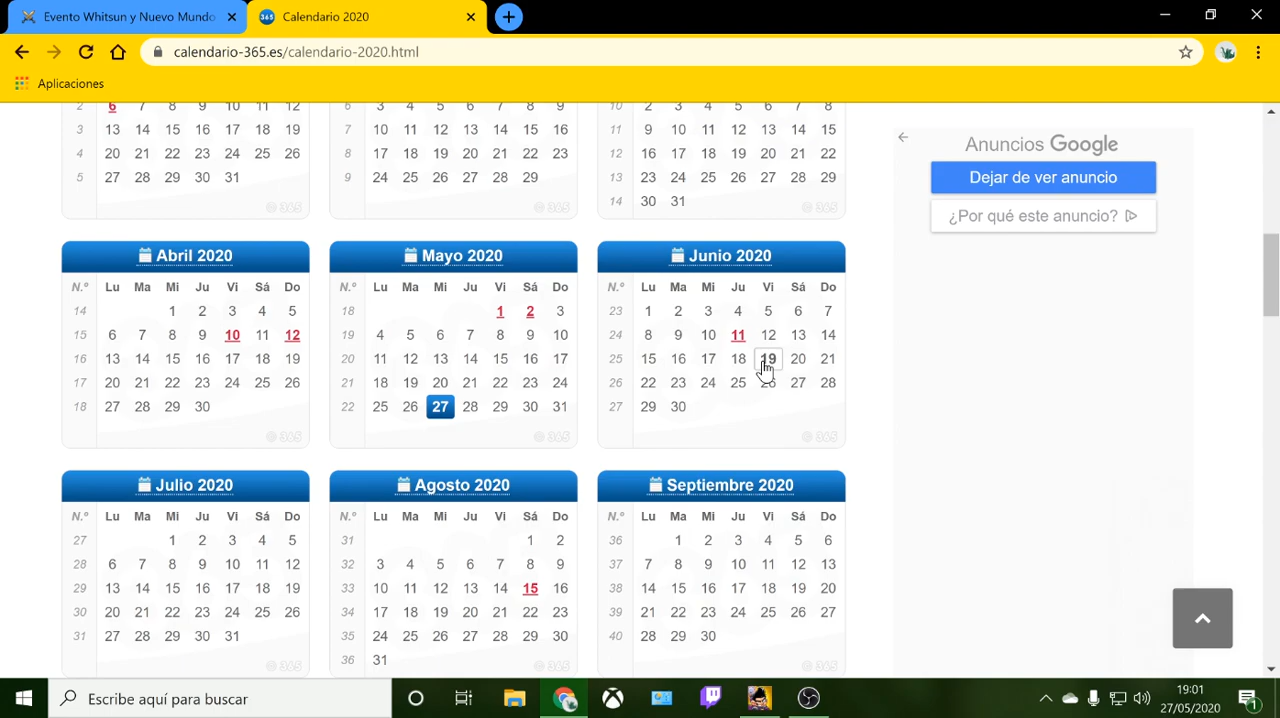 Evento Whitsun y Nuevo Mundo
365 Calendario 2020
calendario-365.es/calendario-2020.html
Aplicaciones
2 6 7 8 9 10 11 12
3 13 14 15 16 17 18 19
4 20 21 22 23 24 25 26
5 27 28 29 30 31
© 365
6 3 4 5 6 7 8 9
7 10 11 12 13 14 15 16
8 17 18 19 20 21 22 23
9 24 25 26 27 28 29
© 365
10 2 3 4 5 6 7 8
11 9 10 11 12 13 14 15
12 16 17 18 19 20 21 22
13 23 24 25 26 27 28 29
14 30 31
© 365
Abril 2020
N.º Lu Ma Mi Ju Vi Sá Do
14 1 2 3 4 5
15 6 7 8 9 10 11 12
16 13 14 15 16 17 18 19
17 20 21 22 23 24 25 26
18 27 28 29 30
© 365
Mayo 2020
N.º Lu Ma Mi Ju Vi Sá Do
18 1 2 3
19 4 5 6 7 8 9 10
20 11 12 13 14 15 16 17
21 18 19 20 21 22 23 24
22 25 26 27 28 29 30 31
© 365
Junio 2020
N.º Lu Ma Mi Ju Vi Sá Do
23 1 2 3 4 5 6 7
24 8 9 10 11 12 13 14
25 15 16 17 18 19 20 21
26 22 23 24 25 26 27 28
27 29 30
© 365
Julio 2020
N.º Lu Ma Mi Ju Vi Sá Do
27 1 2 3 4 5
28 6 7 8 9 10 11 12
29 13 14 15 16 17 18 19
30 20 21 22 23 24 25 26
31 27 28 29 30 31
© 365
Agosto 2020
N.º Lu Ma Mi Ju Vi Sá Do
31 1 2
32 3 4 5 6 7 8 9
33 10 11 12 13 14 15 16
34 17 18 19 20 21 22 23
35 24 25 26 27 28 29 30
36 31
© 365
Septiembre 2020
N.º Lu Ma Mi Ju Vi Sá Do
36 1 2 3 4 5 6
37 7 8 9 10 11 12 13
38 14 15 16 17 18 19 20
39 21 22 23 24 25 26 27
40 28 29 30
© 365
Anuncios Google
Dejar de ver anuncio
¿Por qué este anuncio?
Escribe aquí para buscar
19:01
27/05/2020
1